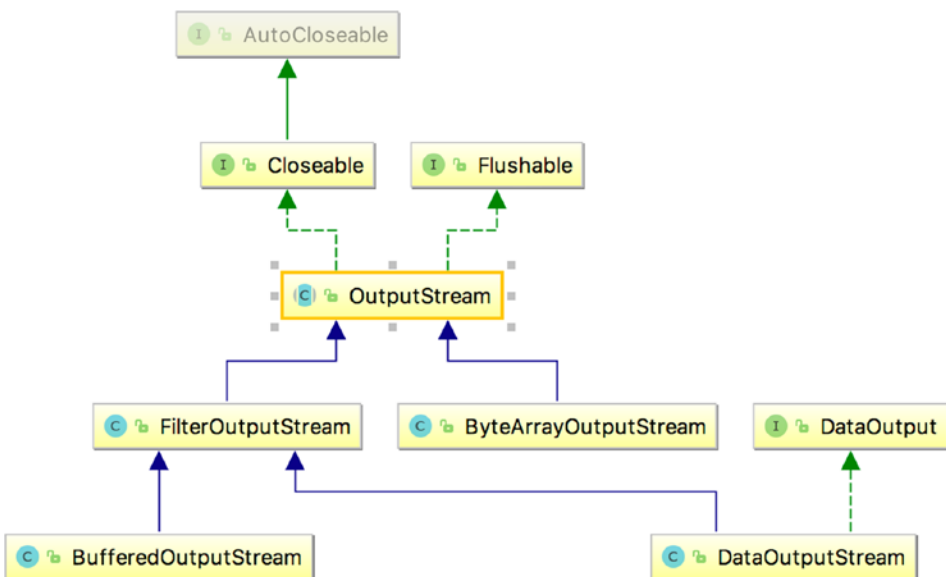 I AutoCloseable
I Closeable
I Flushable
C OutputStream
C FilterOutputStream
C ByteArrayOutputStream
I DataOutput
C BufferedOutputStream
C DataOutputStream